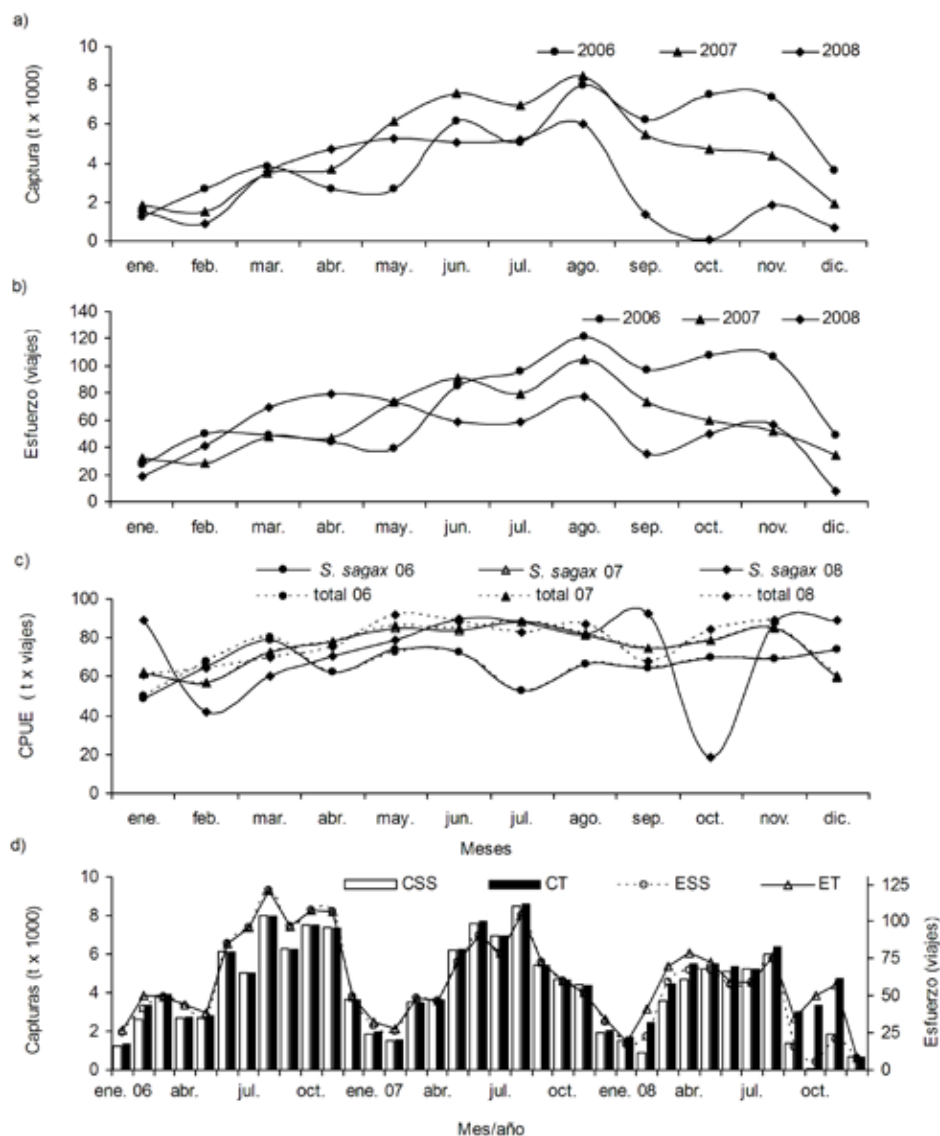 a)
2006 2007 2008
Captura (t x 1000)
10
8
6
4
2
0
ene. feb. mar. abr. may. jun. jul. ago. sep. oct. nov. dic.
b)
2006 2007 2008
Esfuerzo (viajes)
140
120
100
80
60
40
20
0
ene. feb. mar. abr. may. jun. jul. ago. sep. oct. nov. dic.
c)
S. sagax 06 S. sagax 07 S. sagax 08
total 06 total 07 total 08
CPUE ( t x viajes)
100
80
60
40
20
0
ene. feb. mar. abr. may. jun. jul. ago. sep. oct. nov. dic.
Meses
d)
CSS CT ESS ET
Capturas (t x 1000)
10
8
6
4
2
0
Esfuerzo (viajes)
125
100
75
50
25
0
ene. 06 abr. jul. oct. ene. 07 abr. jul. oct. ene. 08 abr. jul. oct.
Mes/año